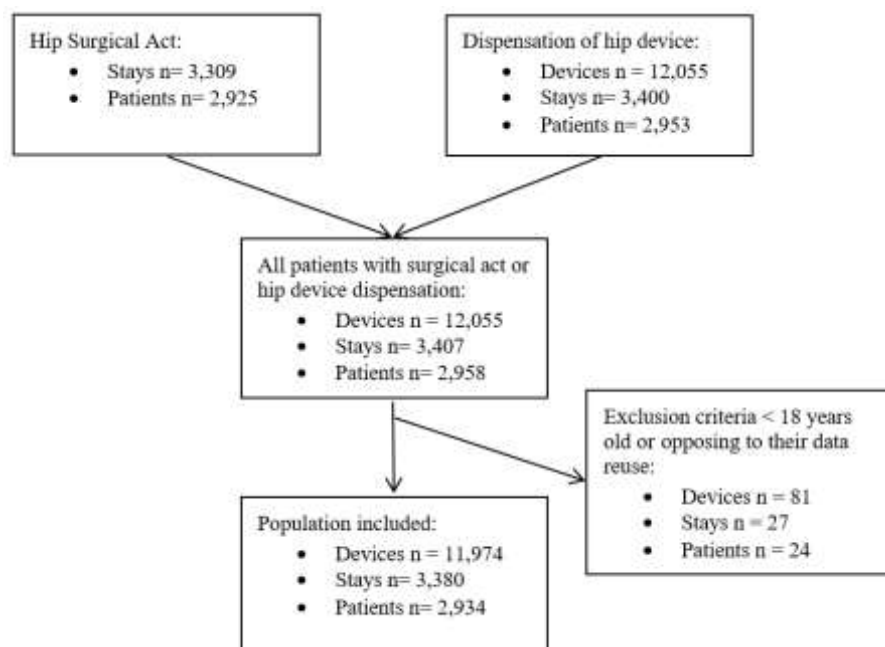 Hip Surgical Act:
• Stays n= 3,309
• Patients n= 2,925
Dispensation of hip device:
• Devices n = 12,055
• Stays n= 3,400
• Patients n= 2,953
All patients with surgical act or
hip device dispensation:
• Devices n = 12,055
• Stays n= 3,407
• Patients n= 2,958
Exclusion criteria < 18 years
old or opposing to their data
reuse:
• Devices n = 81
• Stays n = 27
• Patients n = 24
Population included:
• Devices n = 11,974
• Stays n= 3,380
• Patients n= 2,934